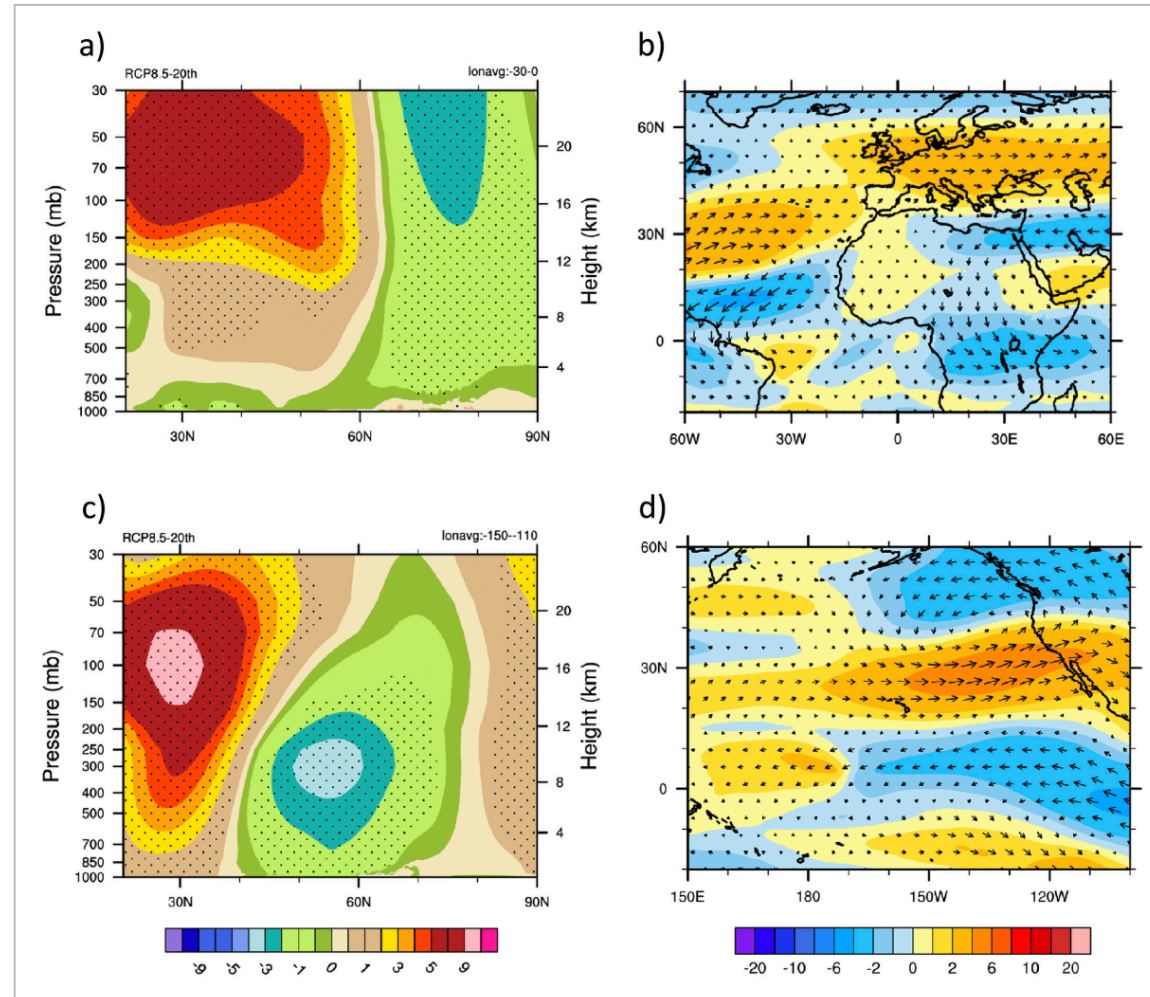 a)
b)
RCP8.5-20th
lonavg:-30-0
30
50
70
100
150
200
250
300
400
500
700
850
1000
Pressure (mb)
20
16
12
8
4
Height (km)
30N
60N
90N
60N
30N
0
60W
30W
0
30E
60E
c)
d)
RCP8.5-20th
lonavg:-150--110
30
50
70
100
150
200
250
300
400
500
700
850
1000
Pressure (mb)
20
16
12
8
4
Height (km)
30N
60N
90N
60N
30N
0
150E
180
150W
120W
-9
-5
-3
-1
0
1
3
5
9
-20
-10
-6
-2
0
2
6
10
20